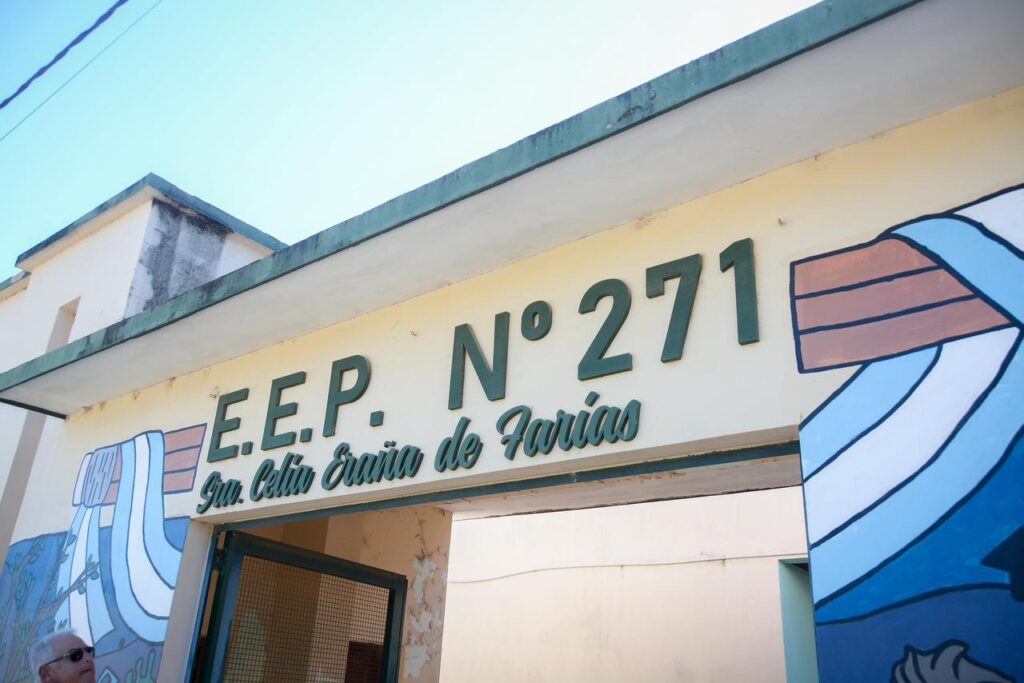 E.E.P. Nº 271
Sra. Celia Eraña de Farías